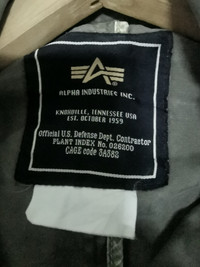 ALPHA INDUSTRIES INC.
KNOXVILLE, TENNESSEE USA
EST. OCTOBER 1959
Official U.S. Defense Dept. Contractor
PLANT INDEX No. 026200
CAGE code 3A382